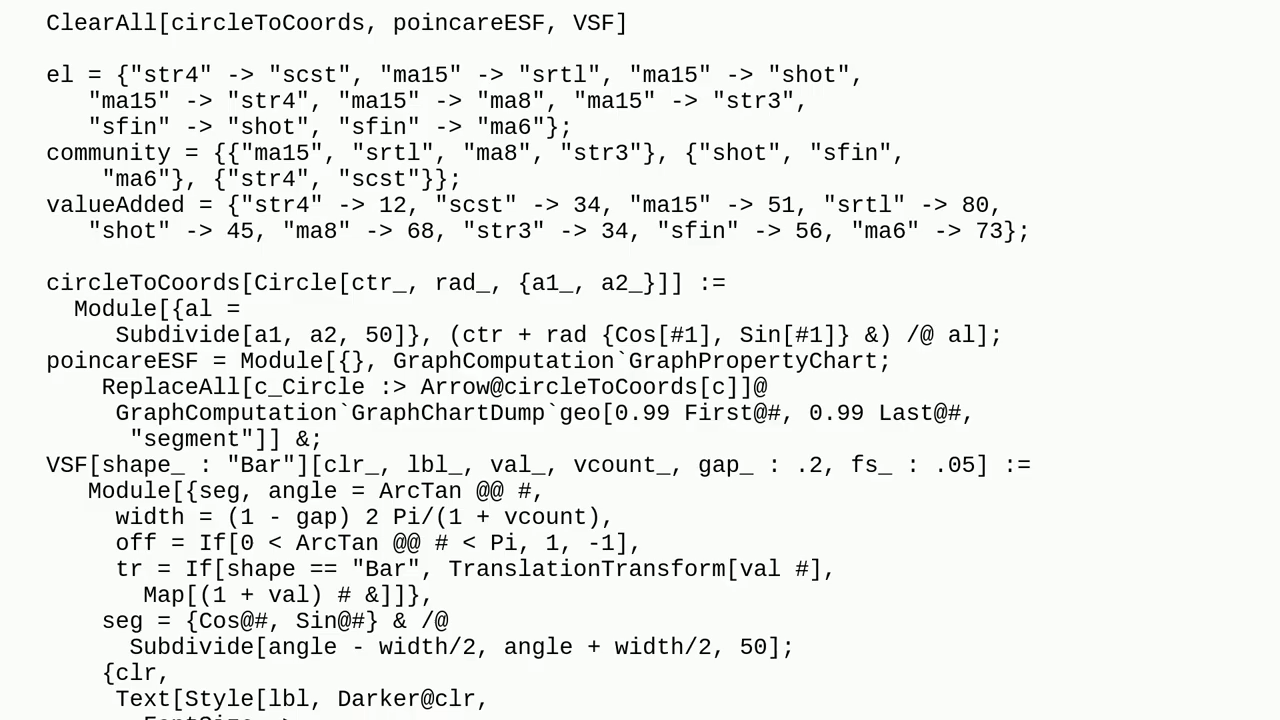 ClearAll[circleToCoords, poincareESF, VSF]
el = {"str4" -> "scst", "ma15" -> "srtl", "ma15" -> "shot",
"ma15" -> "str4", "ma15" -> "ma8", "ma15" -> "str3",
"sfin" -> "shot", "sfin" -> "ma6"};
community = {{"ma15", "srtl", "ma8", "str3"}, {"shot", "sfin",
"ma6"}, {"str4", "scst"}};
valueAdded = {"str4" -> 12, "scst" -> 34, "ma15" -> 51, "srtl" -> 80,
"shot" -> 45, "ma8" -> 68, "str3" -> 34, "sfin" -> 56, "ma6" -> 73};
circleToCoords[Circle[ctr_, rad_, {a1_, a2_}]] :=
Module[{al =
Subdivide[a1, a2, 50]}, (ctr + rad {Cos[#1], Sin[#1]} &) /@ al];
poincareESF = Module[{}, GraphComputation`GraphPropertyChart;
ReplaceAll[c_Circle :> Arrow@circleToCoords[c]]@
GraphComputation`GraphChartDump`geo[0.99 First@#, 0.99 Last@#,
"segment"]] &;
VSF[shape_ : "Bar"][clr_, lbl_, val_, vcount_, gap_ : .2, fs_ : .05] :=
Module[{seg, angle = ArcTan @@ #,
width = (1 - gap) 2 Pi/(1 + vcount),
off = If[0 < ArcTan @@ # < Pi, 1, -1],
tr = If[shape == "Bar", TranslationTransform[val #],
Map[(1 + val) # &]]},
seg = {Cos@#, Sin@#} & /@
Subdivide[angle - width/2, angle + width/2, 50];
{clr,
Text[Style[lbl, Darker@clr,
FontSize ->